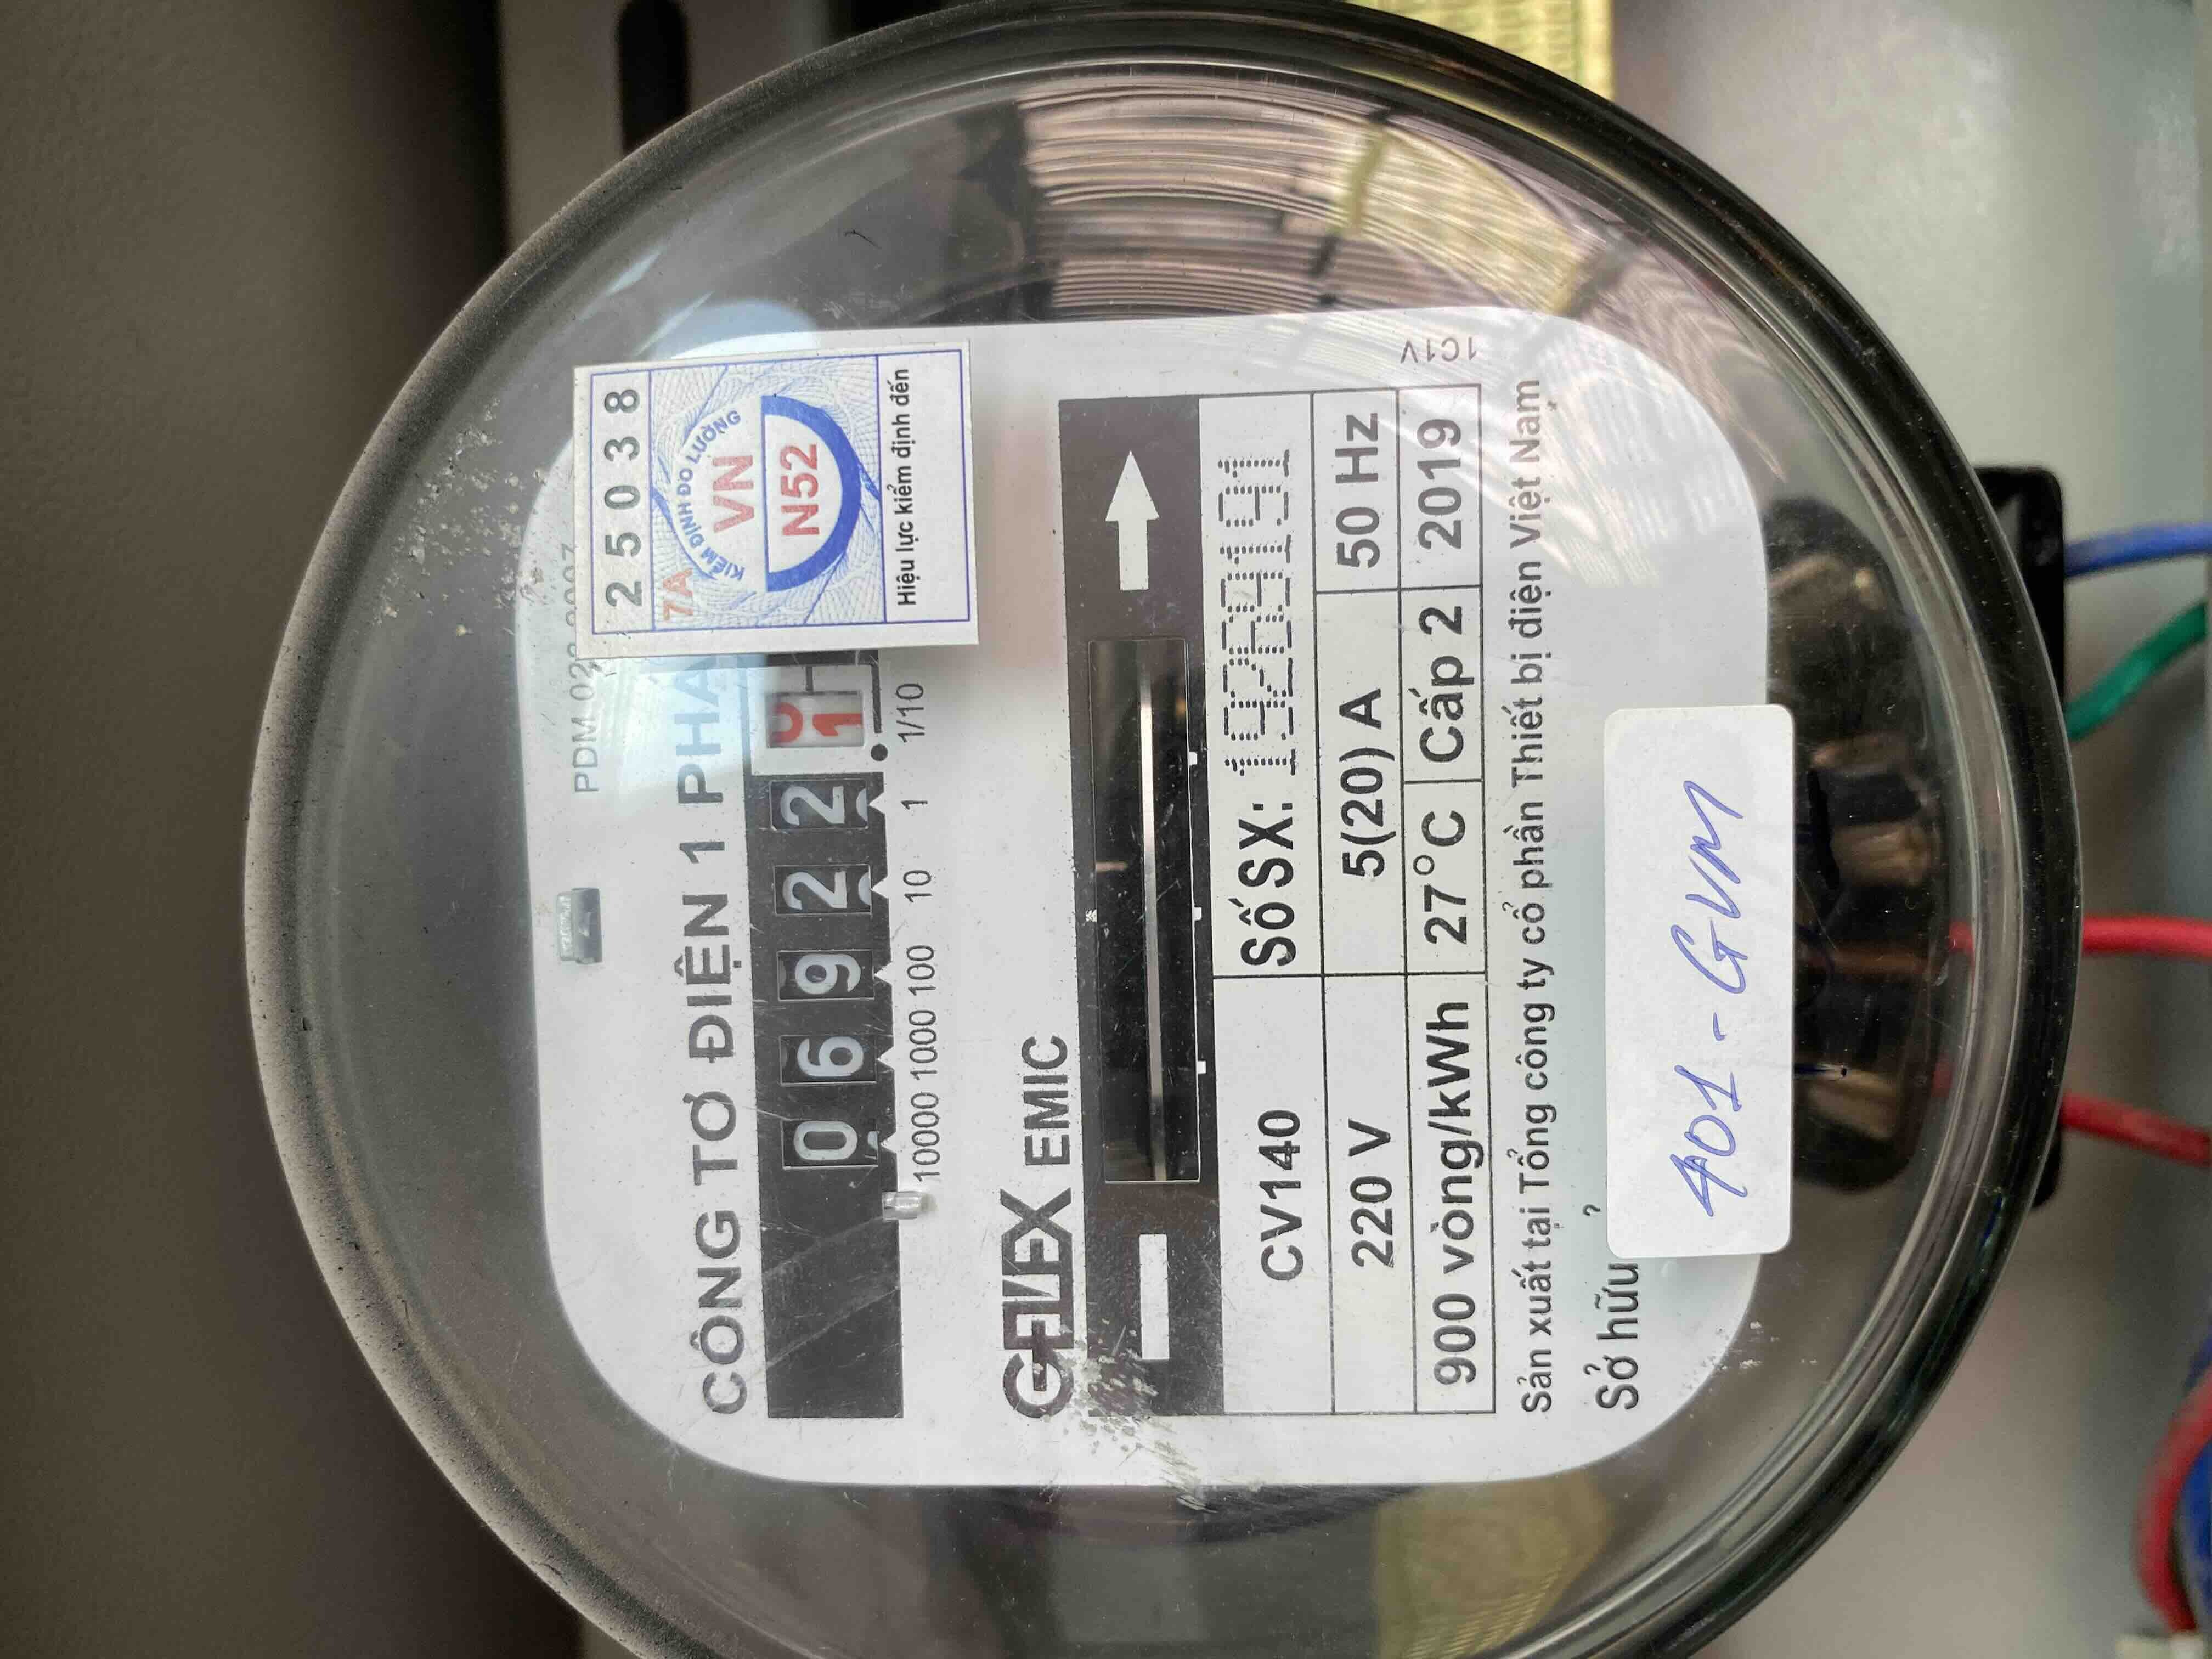 25038
KIỂM ĐỊNH ĐO LƯỜNG
VN
N52
7A
Hiệu lực kiểm định đến
CÔNG TƠ ĐIỆN 1
0 6 9 2 2 1
10000 1000 100 10 1 1/10
GELEX EMIC
CV140 Số SX: 19289191
220 V 5(20) A 50 Hz
900 vòng/kWh 27°C Cấp 2 2019
1C1V
Sản xuất tại Tổng công ty cổ phần Thiết bị điện Việt Nam
Sở hữu
401 - GVM